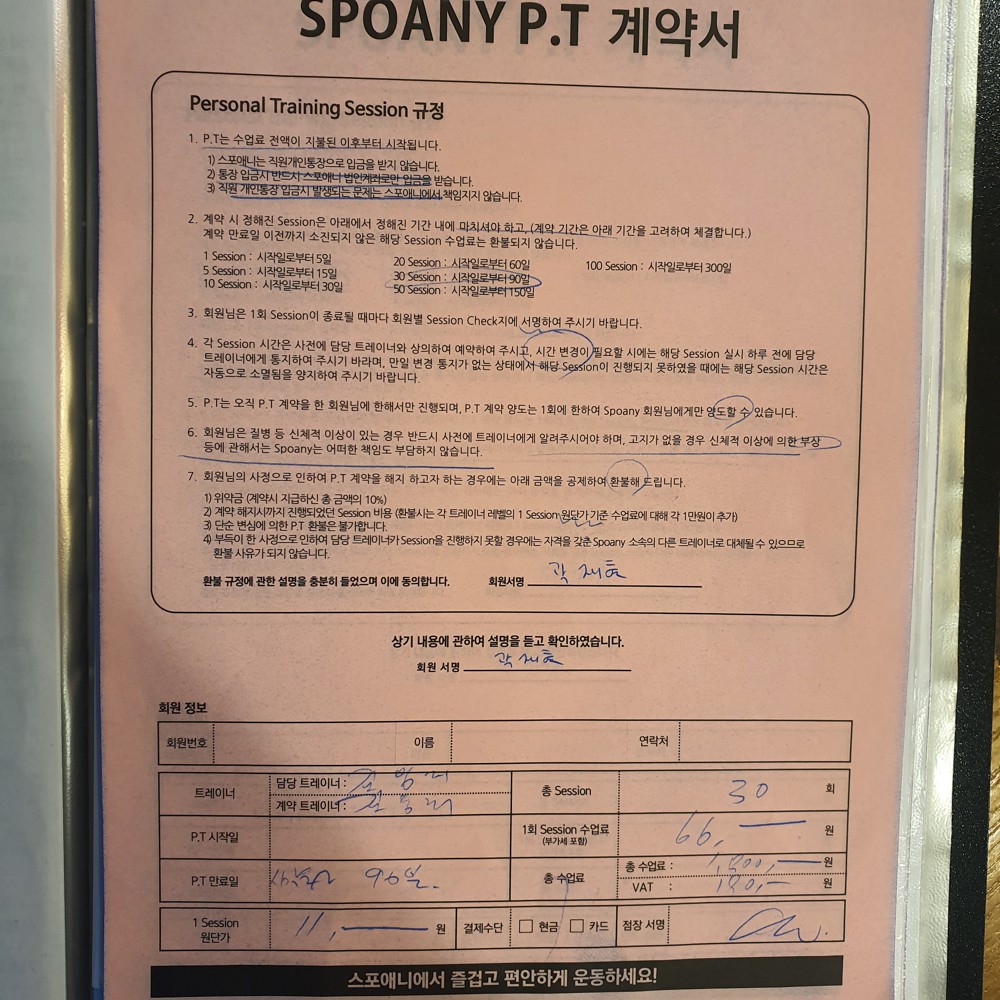 SPOANY P.T 계약서
Personal Training Session 규정
1. P.T는 수업료 전액이 지불된 이후부터 시작됩니다.
1) 스포애니는 직원개인통장으로 입금을 받지 않습니다.
2) 통장 입금시 반드시 스포애니 법인계좌로만 입금을 받습니다.
3) 직원 개인통장 입금시 발생되는 문제는 스포애니에서 책임지지 않습니다.
2. 계약 시 정해진 Session은 아래에서 정해진 기간 내에 마치셔야 하고, (계약 기간은 아래 기간을 고려하여 체결합니다.)
계약 만료일 이전까지 소진되지 않은 해당 Session 수업료는 환불되지 않습니다.
1 Session : 시작일로부터 5일 20 Session : 시작일로부터 60일 100 Session : 시작일로부터 300일
5 Session : 시작일로부터 15일 30 Session : 시작일로부터 90일
10 Session : 시작일로부터 30일 50 Session : 시작일로부터 150일
3. 회원님은 1회 Session이 종료될 때마다 회원별 Session Check지에 서명하여 주시기 바랍니다.
4. 각 Session 시간은 사전에 담당 트레이너와 상의하여 예약하여 주시고, 시간 변경이 필요할 시에는 해당 Session 실시 하루 전에 담당
트레이너에게 통지하여 주시기 바라며, 만일 변경 통지가 없는 상태에서 해당 Session이 진행되지 못하였을 때에는 해당 Session 시간은
자동으로 소멸됨을 양지하여 주시기 바랍니다.
5. P.T는 오직 P.T 계약을 한 회원님에 한해서만 진행되며, P.T 계약 양도는 1회에 한하여 Spoany 회원님에게만 양도할 수 있습니다.
6. 회원님은 질병 등 신체적 이상이 있는 경우 반드시 사전에 트레이너에게 알려주시어야 하며, 고지가 없을 경우 신체적 이상에 의한 부상
등에 관해서는 Spoany는 어떠한 책임도 부담하지 않습니다.
7. 회원님의 사정으로 인하여 P.T 계약을 해지 하고자 하는 경우에는 아래 금액을 공제하여 환불해 드립니다.
1) 위약금 (계약시 지급하신 총 금액의 10%)
2) 계약 해지시까지 진행되었던 Session 비용 (환불시는 각 트레이너 레벨의 1 Session 원단가 기준 수업료에 대해 각 1만원이 추가)
3) 단순 변심에 의한 P.T 환불은 불가합니다.
4) 부득이 한 사정으로 인하여 담당 트레이너가 Session을 진행하지 못할 경우에는 자격을 갖춘 Spoany 소속의 다른 트레이너로 대체될 수 있으므로
환불 사유가 되지 않습니다.
환불 규정에 관한 설명을 충분히 들었으며 이에 동의합니다. 회원서명 곽재효
상기 내용에 관하여 설명을 듣고 확인하였습니다.
회원 서명 곽재효
회원 정보
회원번호 이름 연락처
트레이너 담당 트레이너 : 총 Session 30 회
계약 트레이너 :
P.T 시작일 1회 Session 수업료 66,— 원
(부가세 포함)
P.T 만료일 총 수업료 총 수업료 : 1,800,— 원
VAT : 180,— 원
1 Session 원단가 11,— 원 결제수단 □ 현금 □ 카드 점장 서명
스포애니에서 즐겁고 편안하게 운동하세요!